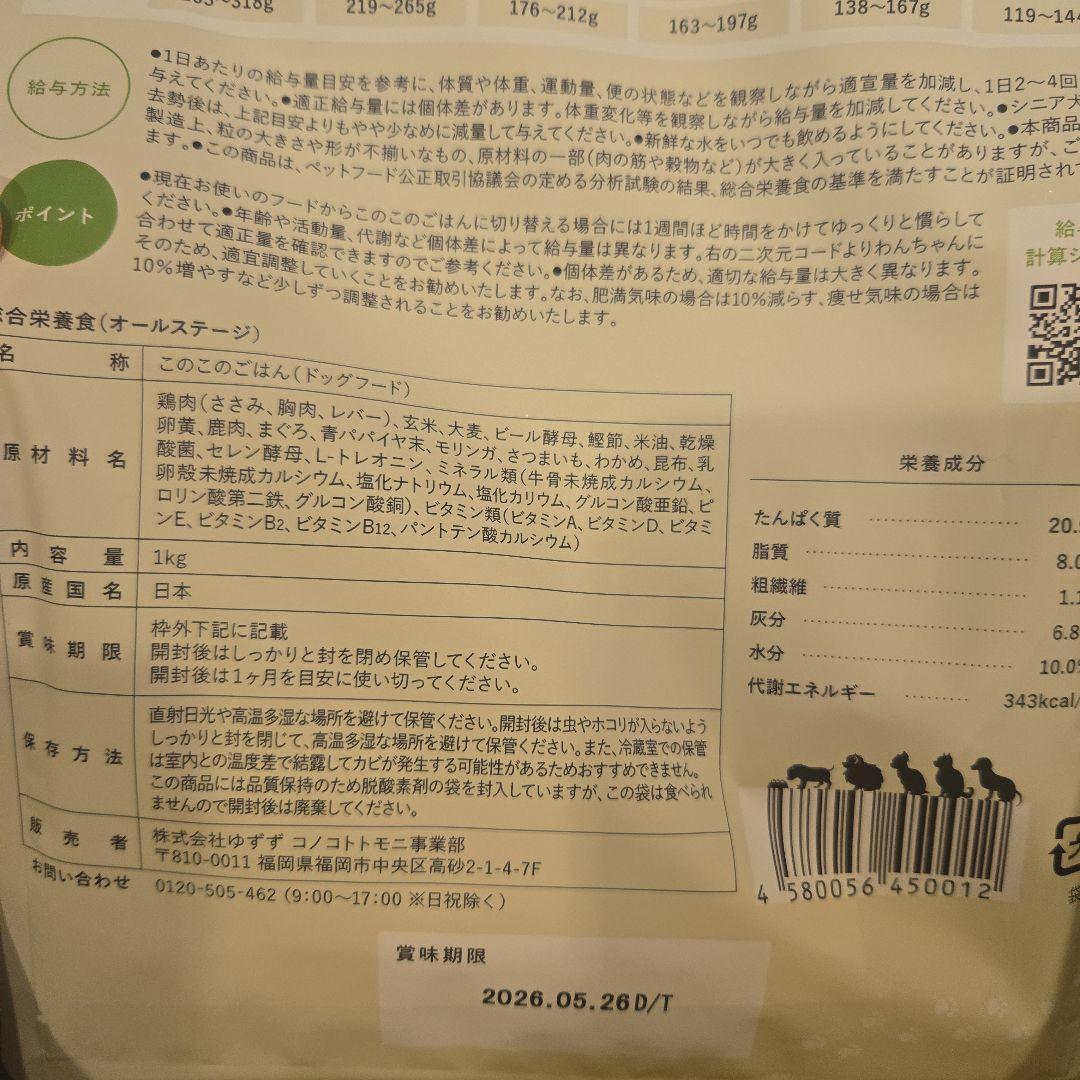 219～265g
176～212g
163～197g
138～167g
給与方法
●1日あたりの給与量目安を参考に、体質や体重、運動量、便の状態などを観察しながら適宜量を加減し、1日2～4回
与えてください。●適正給与量には個体差があります。体重変化等を観察しながら給与量を加減してください。●シニア犬
去勢後は、上記目安よりもやや少なめに減量して与えてください。●新鮮な水をいつでも飲めるようにしてください。●本商品
製造上、粒の大きさや形が不揃いなもの、原材料の一部(肉の筋や穀物など)が大きく入っていることがありますが、ご
ます。●この商品は、ペットフード公正取引協議会の定める分析試験の結果、総合栄養食の基準を満たすことが証明されて
ポイント
●現在お使いのフードからこのこのごはんに切り替える場合には1週間ほど時間をかけてゆっくりと慣らして
ください。●年齢や活動量、代謝など個体差によって給与量は異なります。右の二次元コードよりわんちゃんに
合わせて適正量を確認できますのでご参考ください。●個体差があるため、適切な給与量は大きく異なります。
そのため、適宜調整していくことをお勧めいたします。なお、肥満気味の場合は10%減らす、痩せ気味の場合は
10%増やすなど少しずつ調整されることをお勧めいたします。
給
計算シ
合栄養食(オールステージ)
名称 このこのごはん(ドッグフード)
原材料名
鶏肉(ささみ、胸肉、レバー)、玄米、大麦、ビール酵母、鰹節、米油、乾燥
卵黄、鹿肉、まぐろ、青パパイヤ末、モリンガ、さつまいも、わかめ、昆布、乳
酸菌、セレン酵母、L-トレオニン、ミネラル類(牛骨未焼成カルシウム、
卵殻未焼成カルシウム、塩化ナトリウム、塩化カリウム、グルコン酸亜鉛、ピ
ロリン酸第二鉄、グルコン酸銅)、ビタミン類(ビタミンA、ビタミンD、ビタミ
ンE、ビタミンB2、ビタミンB12、パントテン酸カルシウム)
内容量 1kg
原産国名 日本
賞味期限
枠外下記に記載
開封後はしっかりと封を閉め保管してください。
開封後は1ヶ月を目安に使い切ってください。
保存方法
直射日光や高温多湿な場所を避けて保管ください。開封後は虫やホコリが入らないよう
しっかりと封を閉じて、高温多湿な場所を避けて保管ください。また、冷蔵室での保管
は室内との温度差で結露してカビが発生する可能性があるためおすすめできません。
この商品には品質保持のため脱酸素剤の袋を封入していますが、この袋は食べられ
ませんので開封後は廃棄してください。
販売者
株式会社ゆずず コノコトトモニ事業部
〒810-0011 福岡県福岡市中央区高砂2-1-4-7F
お問い合わせ 0120-505-462 (9:00～17:00 ※日祝除く)
栄養成分
たんぱく質 20.
脂質 8.0
粗繊維 1.1
灰分 6.8
水分 10.0
代謝エネルギー 343kcal/
4 580056 450012
袋
賞味期限
2026.05.26D/T